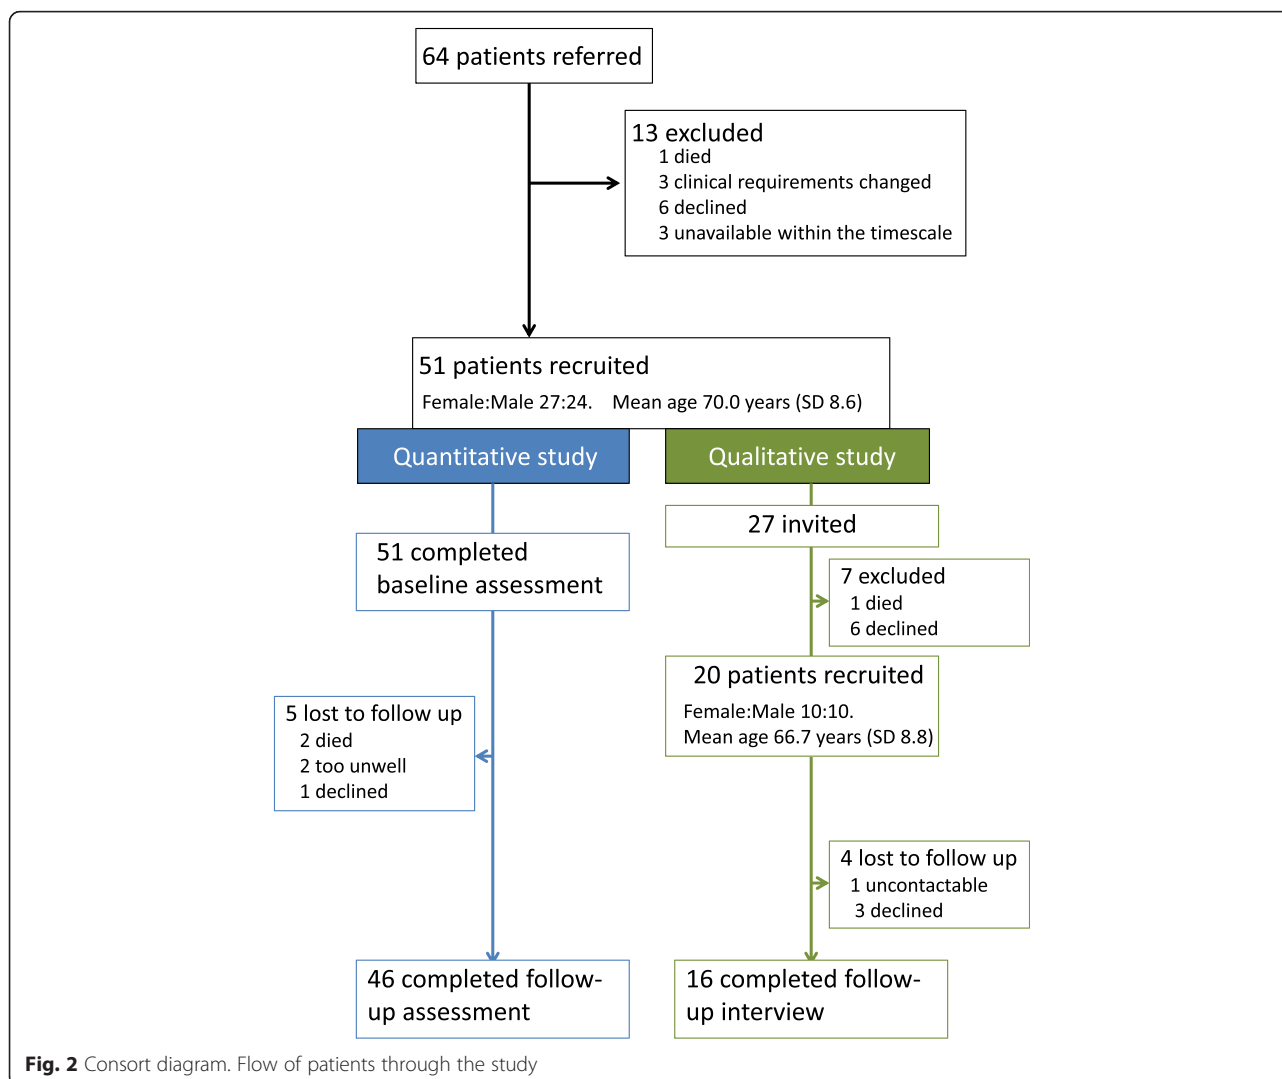 64 patients referred
13 excluded
1 died
3 clinical requirements changed
6 declined
3 unavailable within the timescale
51 patients recruited
Female:Male 27:24. Mean age 70.0 years (SD 8.6)
Quantitative study
Qualitative study
27 invited
51 completed
baseline assessment
7 excluded
1 died
6 declined
20 patients recruited
Female:Male 10:10.
Mean age 66.7 years (SD 8.8)
5 lost to follow up
2 died
2 too unwell
1 declined
4 lost to follow up
1 uncontactable
3 declined
46 completed follow-
up assessment
16 completed follow-
up interview
Fig. 2 Consort diagram. Flow of patients through the study